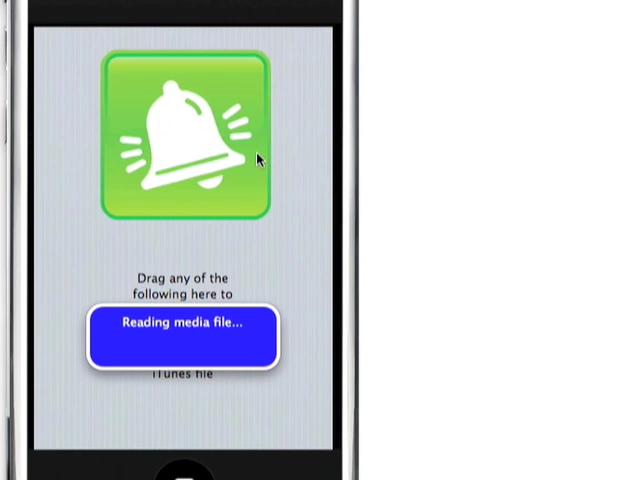 Drag any of the
following here to
Reading media file...
iTunes file